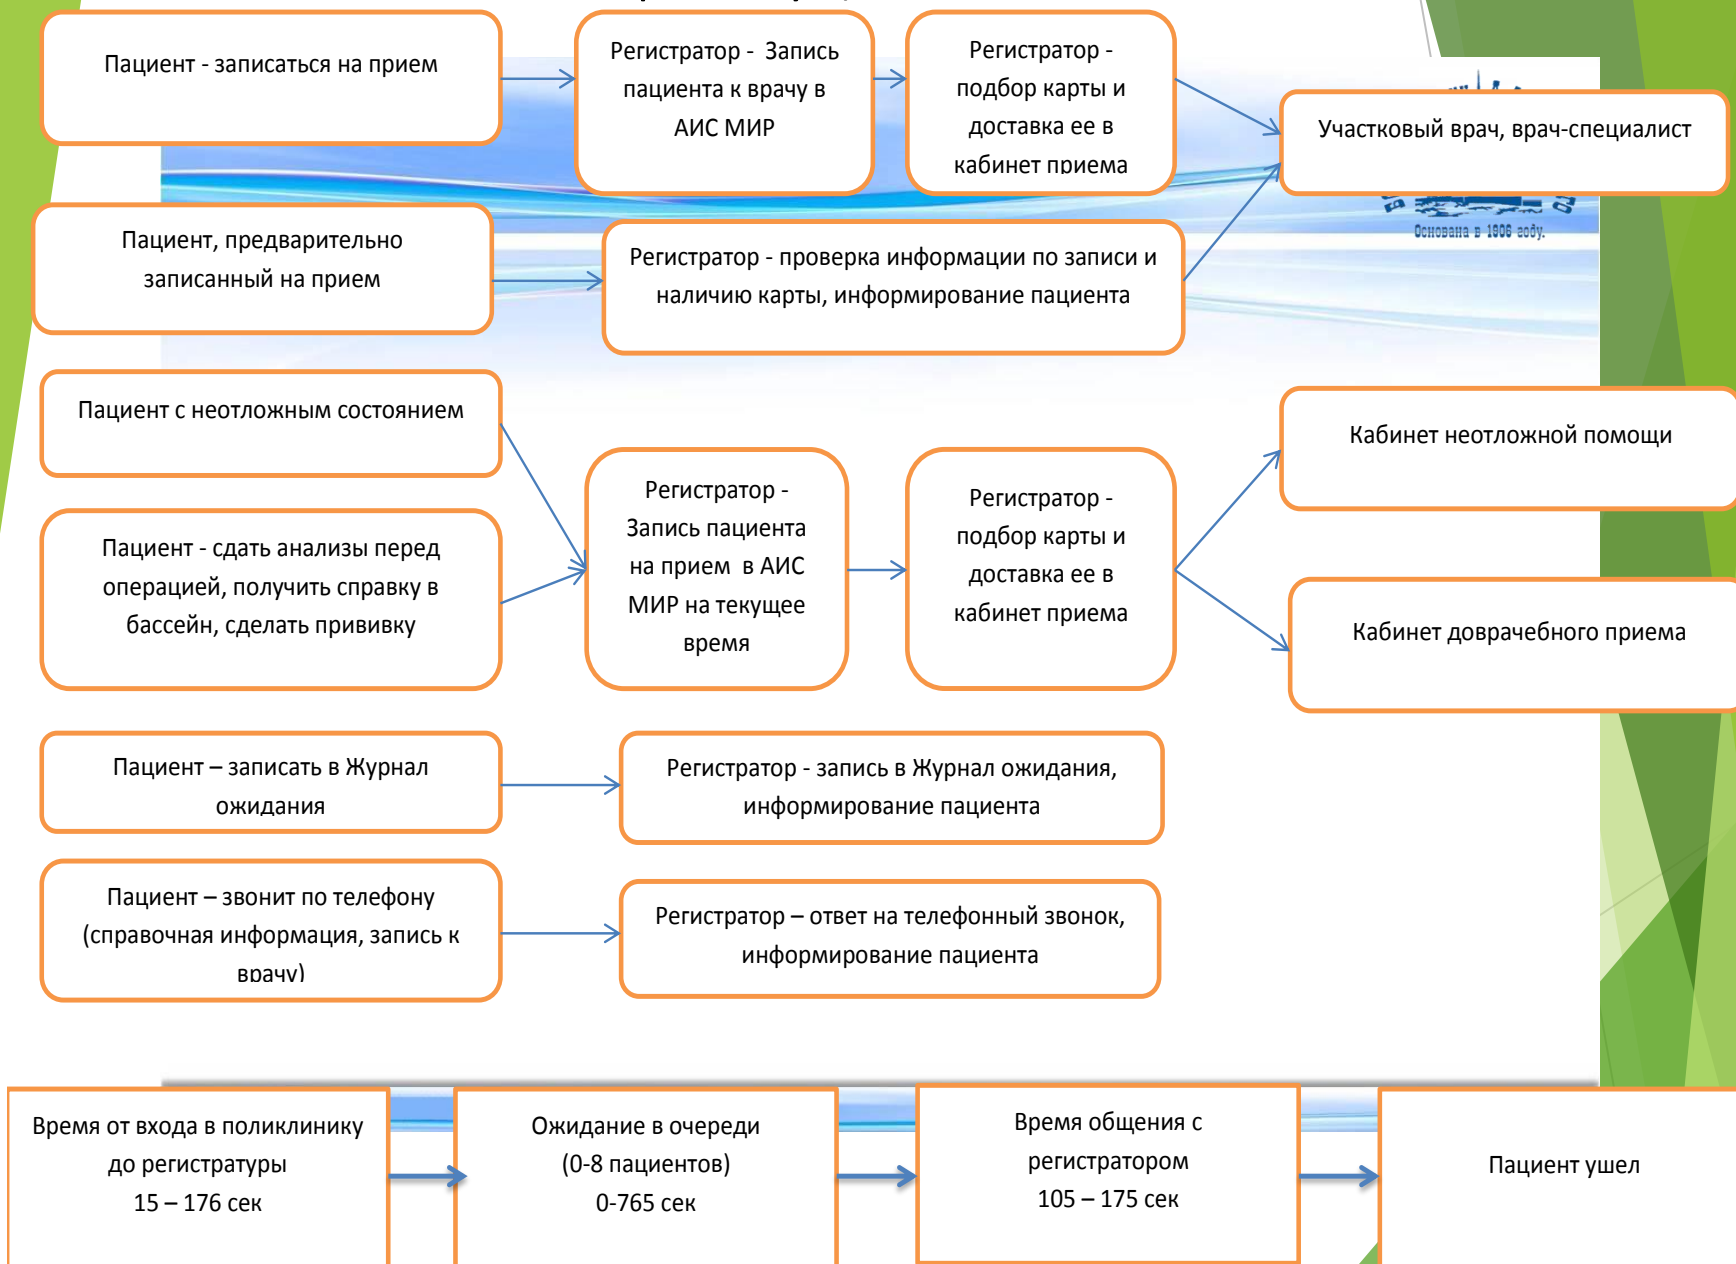 Пациент - записаться на прием
Регистратор - Запись
пациента к врачу в
АИС МИР
Регистратор -
подбор карты и
доставка ее в
кабинет приема
Участковый врач, врач-специалист
Основана в 1906 году.
Пациент, предварительно
записанный на прием
Регистратор - проверка информации по записи и
наличию карты, информирование пациента
Пациент с неотложным состоянием
Пациент - сдать анализы перед
операцией, получить справку в
бассейн, сделать прививку
Регистратор -
Запись пациента
на прием в АИС
МИР на текущее
время
Регистратор -
подбор карты и
доставка ее в
кабинет приема
Кабинет неотложной помощи
Кабинет доврачебного приема
Пациент – записать в Журнал
ожидания
Регистратор - запись в Журнал ожидания,
информирование пациента
Пациент – звонит по телефону
(справочная информация, запись к
врачу)
Регистратор – ответ на телефонный звонок,
информирование пациента
Время от входа в поликлинику
до регистратуры
15 – 176 сек
Ожидание в очереди
(0-8 пациентов)
0-765 сек
Время общения с
регистратором
105 – 175 сек
Пациент ушел